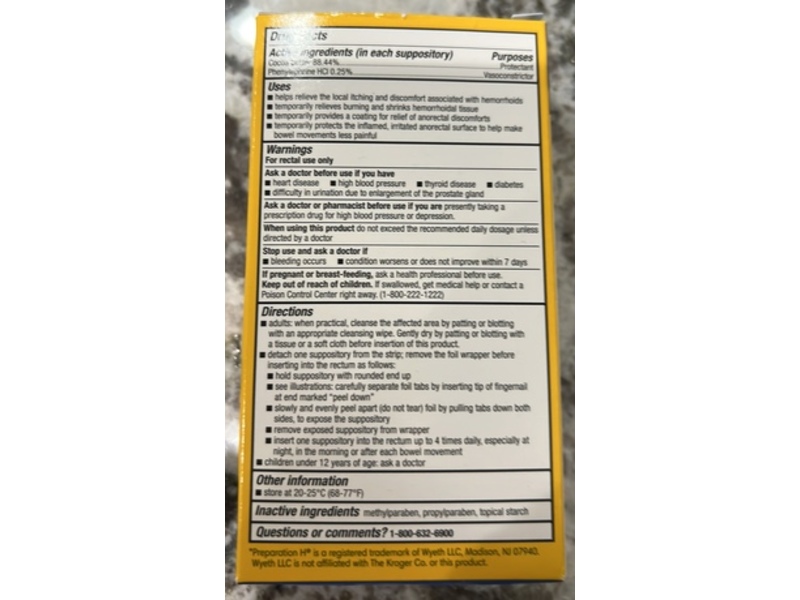 Drug Facts
Active ingredients (in each suppository) Purposes
Cocoa butter 88.44% Protectant
Phenylephrine HCl 0.25% Vasoconstrictor
Uses
■ helps relieve the local itching and discomfort associated with hemorrhoids
■ temporarily relieves burning and shrinks hemorrhoidal tissue
■ temporarily provides a coating for relief of anorectal discomforts
■ temporarily protects the inflamed, irritated anorectal surface to help make
bowel movements less painful
Warnings
For rectal use only
Ask a doctor before use if you have
■ heart disease ■ high blood pressure ■ thyroid disease ■ diabetes
■ difficulty in urination due to enlargement of the prostate gland
Ask a doctor or pharmacist before use if you are presently taking a
prescription drug for high blood pressure or depression.
When using this product do not exceed the recommended daily dosage unless
directed by a doctor
Stop use and ask a doctor if
■ bleeding occurs ■ condition worsens or does not improve within 7 days
If pregnant or breast-feeding, ask a health professional before use.
Keep out of reach of children. If swallowed, get medical help or contact a
Poison Control Center right away. (1-800-222-1222)
Directions
■ adults: when practical, cleanse the affected area by patting or blotting
with an appropriate cleansing wipe. Gently dry by patting or blotting with
a tissue or a soft cloth before insertion of this product.
■ detach one suppository from the strip; remove the foil wrapper before
inserting into the rectum as follows:
■ hold suppository with rounded end up
■ see illustrations: carefully separate foil tabs by inserting tip of fingernail
at end marked "peel down"
■ slowly and evenly peel apart (do not tear) foil by pulling tabs down both
sides, to expose the suppository
■ remove exposed suppository from wrapper
■ insert one suppository into the rectum up to 4 times daily, especially at
night, in the morning or after each bowel movement
■ children under 12 years of age: ask a doctor
Other information
■ store at 20-25°C (68-77°F)
Inactive ingredients methylparaben, propylparaben, topical starch
Questions or comments? 1-800-632-6900
*Preparation H® is a registered trademark of Wyeth LLC, Madison, NJ 07940.
Wyeth LLC is not affiliated with The Kroger Co. or this product.